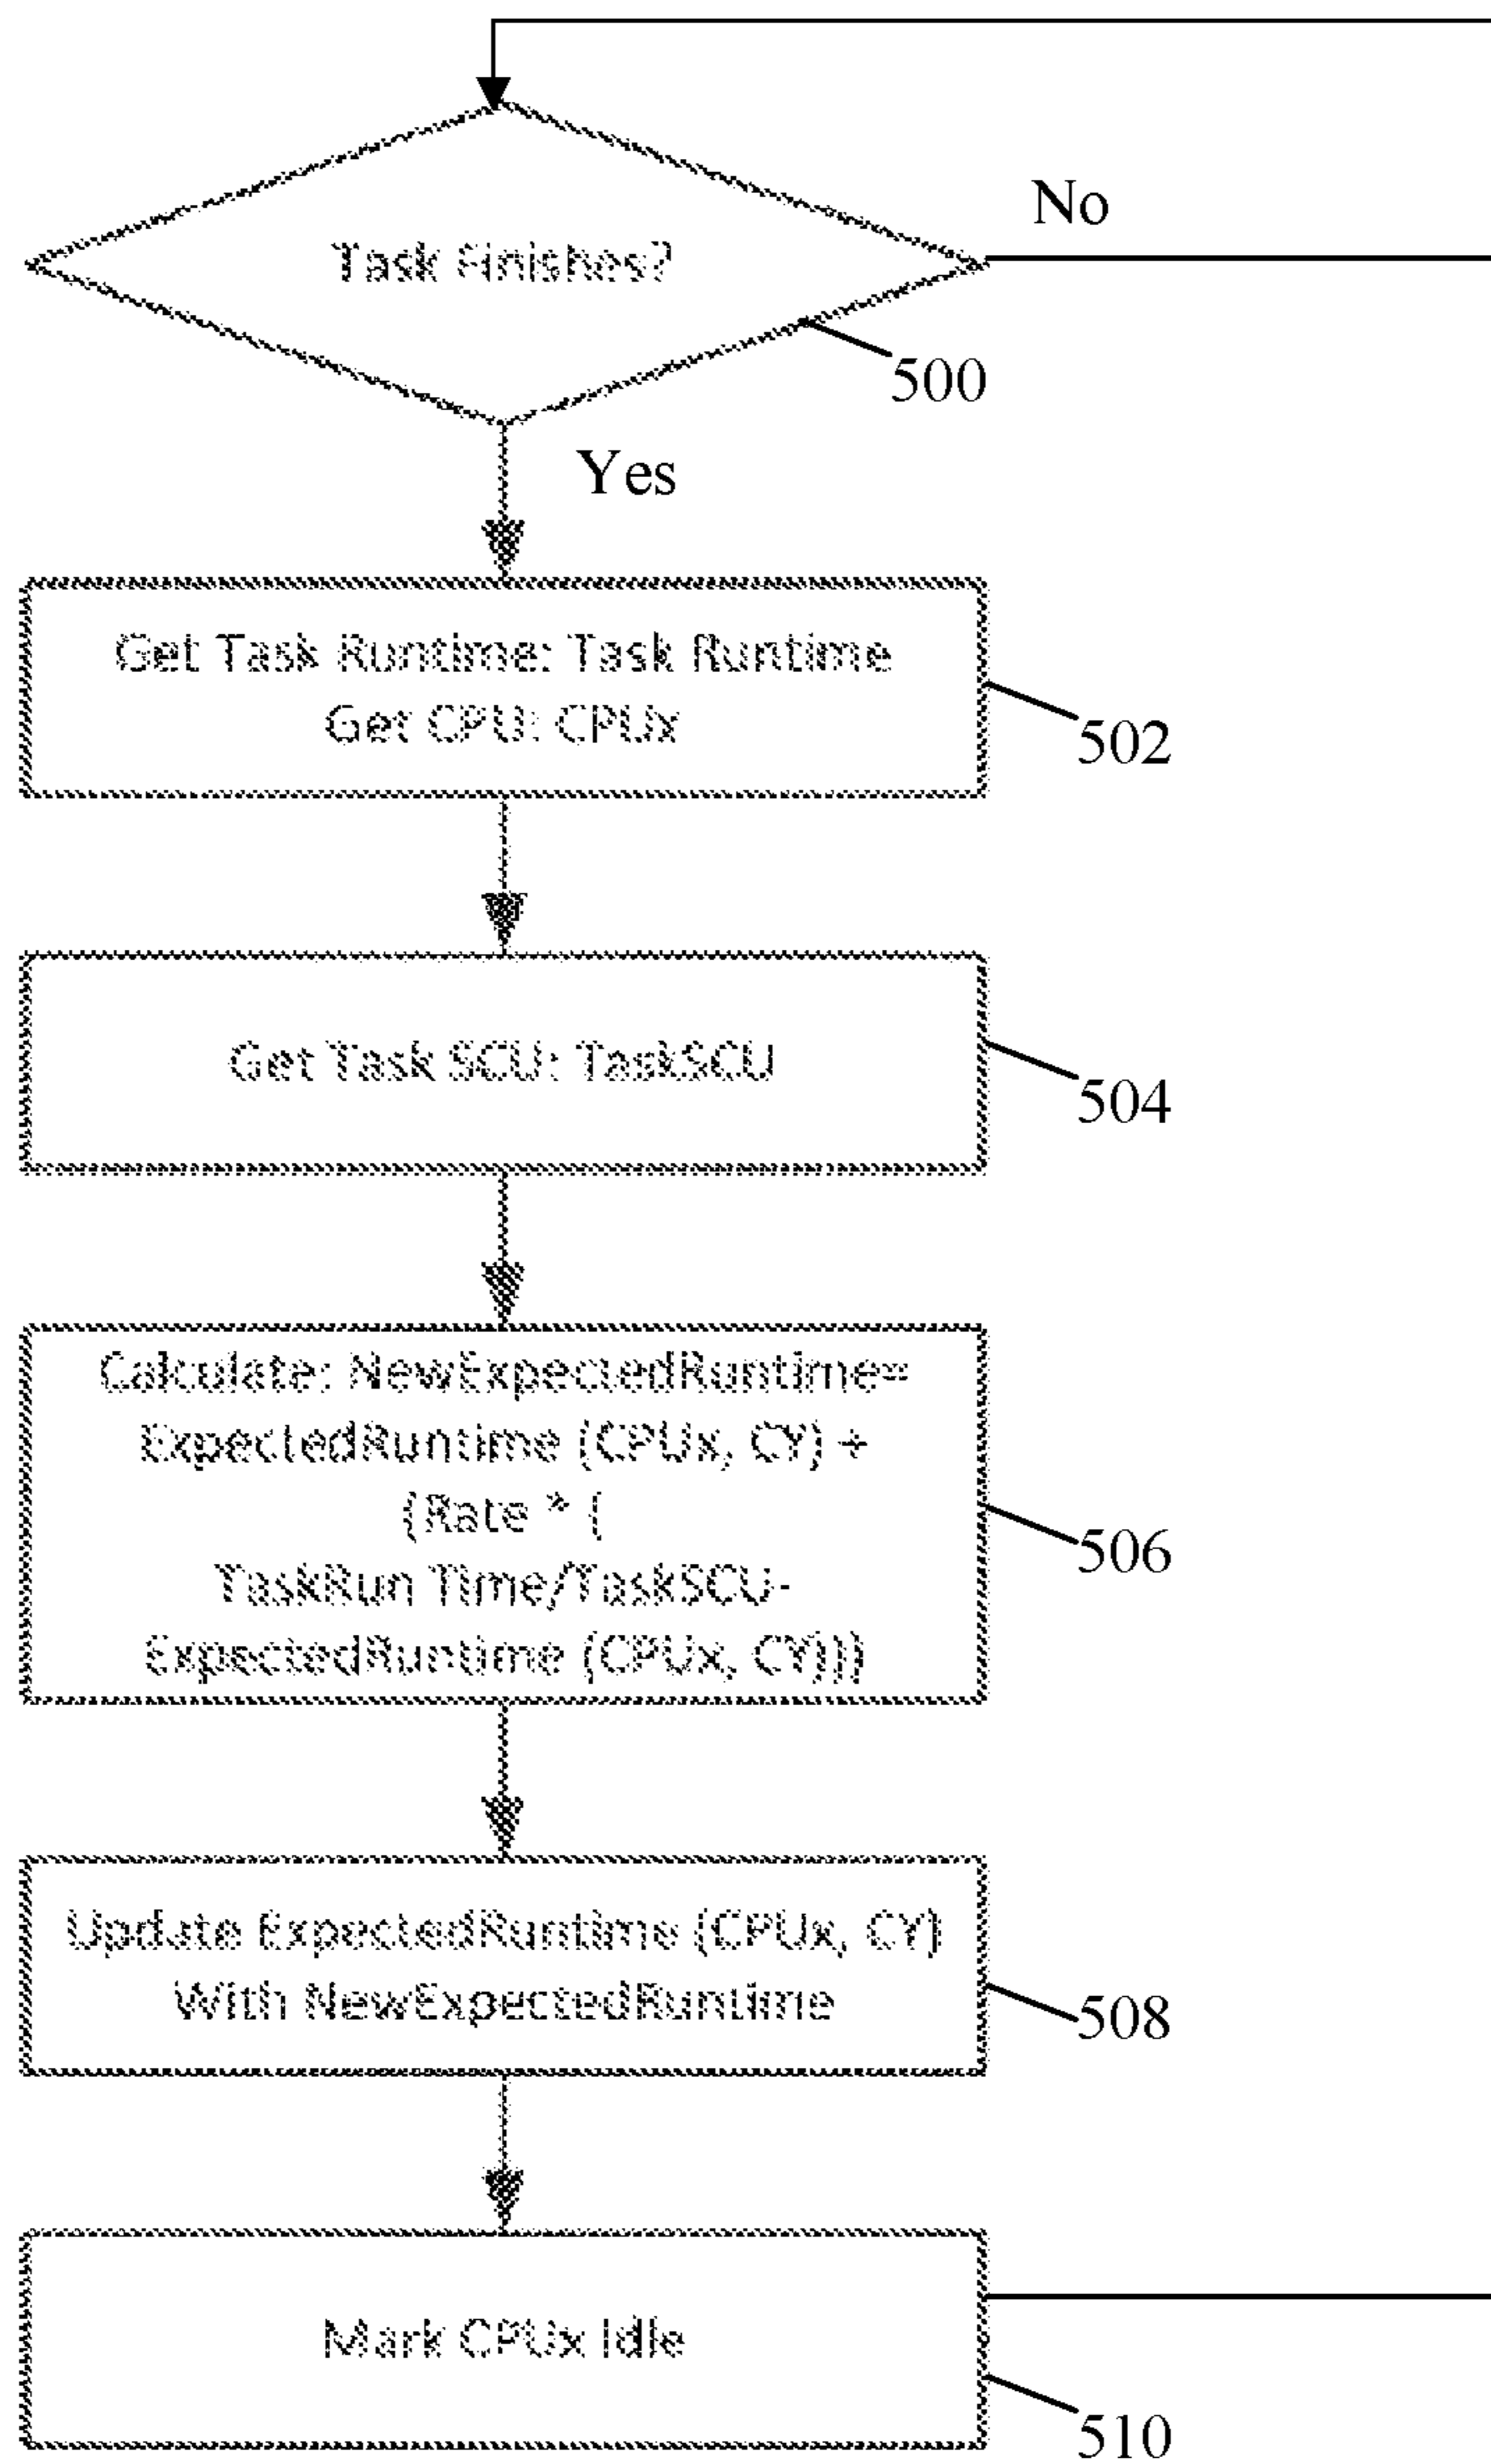 No
Task Finishes?
500
Yes
Get Task Runtime: Task Runtime
Get CPU: CPUx
502
Get Task SCU: TaskSCU
504
Calculate: NewExpectedRuntime=
ExpectedRuntime (CPUx, CY) +
(Rate * (
TaskRun Time/TaskSCU-
ExpectedRuntime (CPUx, CY)))
506
Update ExpectedRuntime (CPUx, CY)
With NewExpectedRuntime
508
Mark CPUx Idle
510